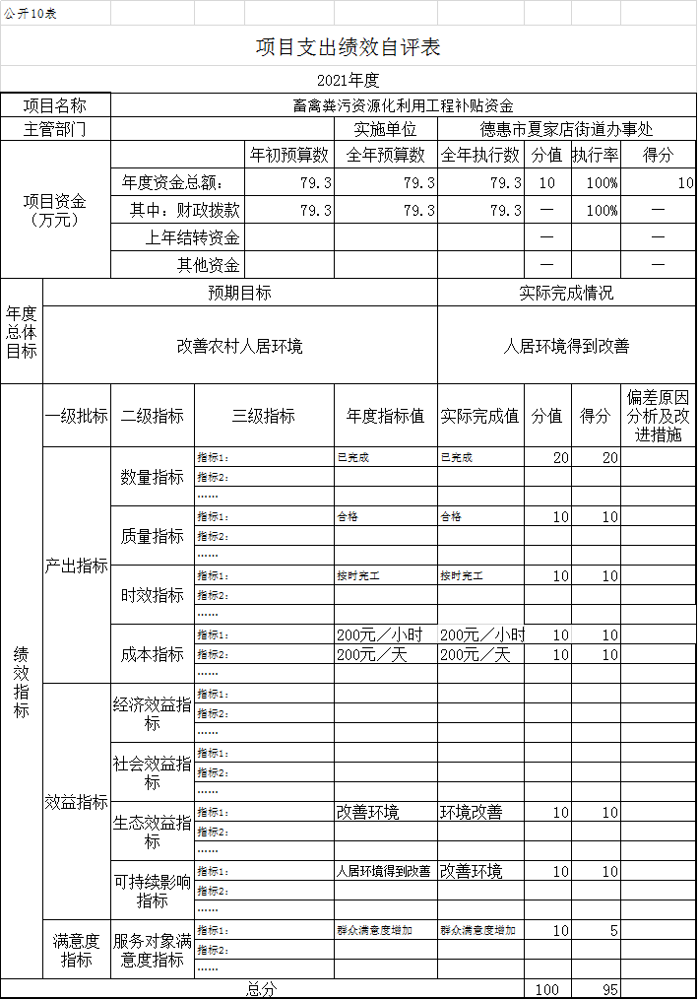 公开10表
项目支出绩效自评表
2021年度
项目名称 畜禽粪污资源化利用工程补贴资金
主管部门 实施单位 德惠市夏家店街道办事处
项目资金（万元） 年初预算数 全年预算数 全年执行数 分值 执行率 得分
年度资金总额： 79.3 79.3 79.3 10 100% 10
其中：财政拨款 79.3 79.3 79.3 — 100% —
上年结转资金 — —
其他资金 — —
年度总体目标 预期目标 实际完成情况
改善农村人居环境 人居环境得到改善
绩效指标 一级批标 二级指标 三级指标 年度指标值 实际完成值 分值 得分 偏差原因分析及改进措施
产出指标 数量指标 指标1： 已完成 已完成 20 20
指标2：
……
质量指标 指标1： 合格 合格 10 10
指标2：
……
时效指标 指标1： 按时完工 按时完工 10 10
指标2：
……
成本指标 指标1： 200元／小时 200元／小时 10 10
指标2： 200元／天 200元／天 10 10
……
效益指标 经济效益指标 指标1：
指标2：
……
社会效益指标 指标1：
指标2：
……
生态效益指标 指标1： 改善环境 环境改善 10 10
指标2：
……
可持续影响指标 指标1： 人居环境得到改善 改善环境 10 10
指标2：
……
满意度指标 服务对象满意度指标 指标1： 群众满意度增加 群众满意度增加 10 5
指标2：
……
总分 100 95